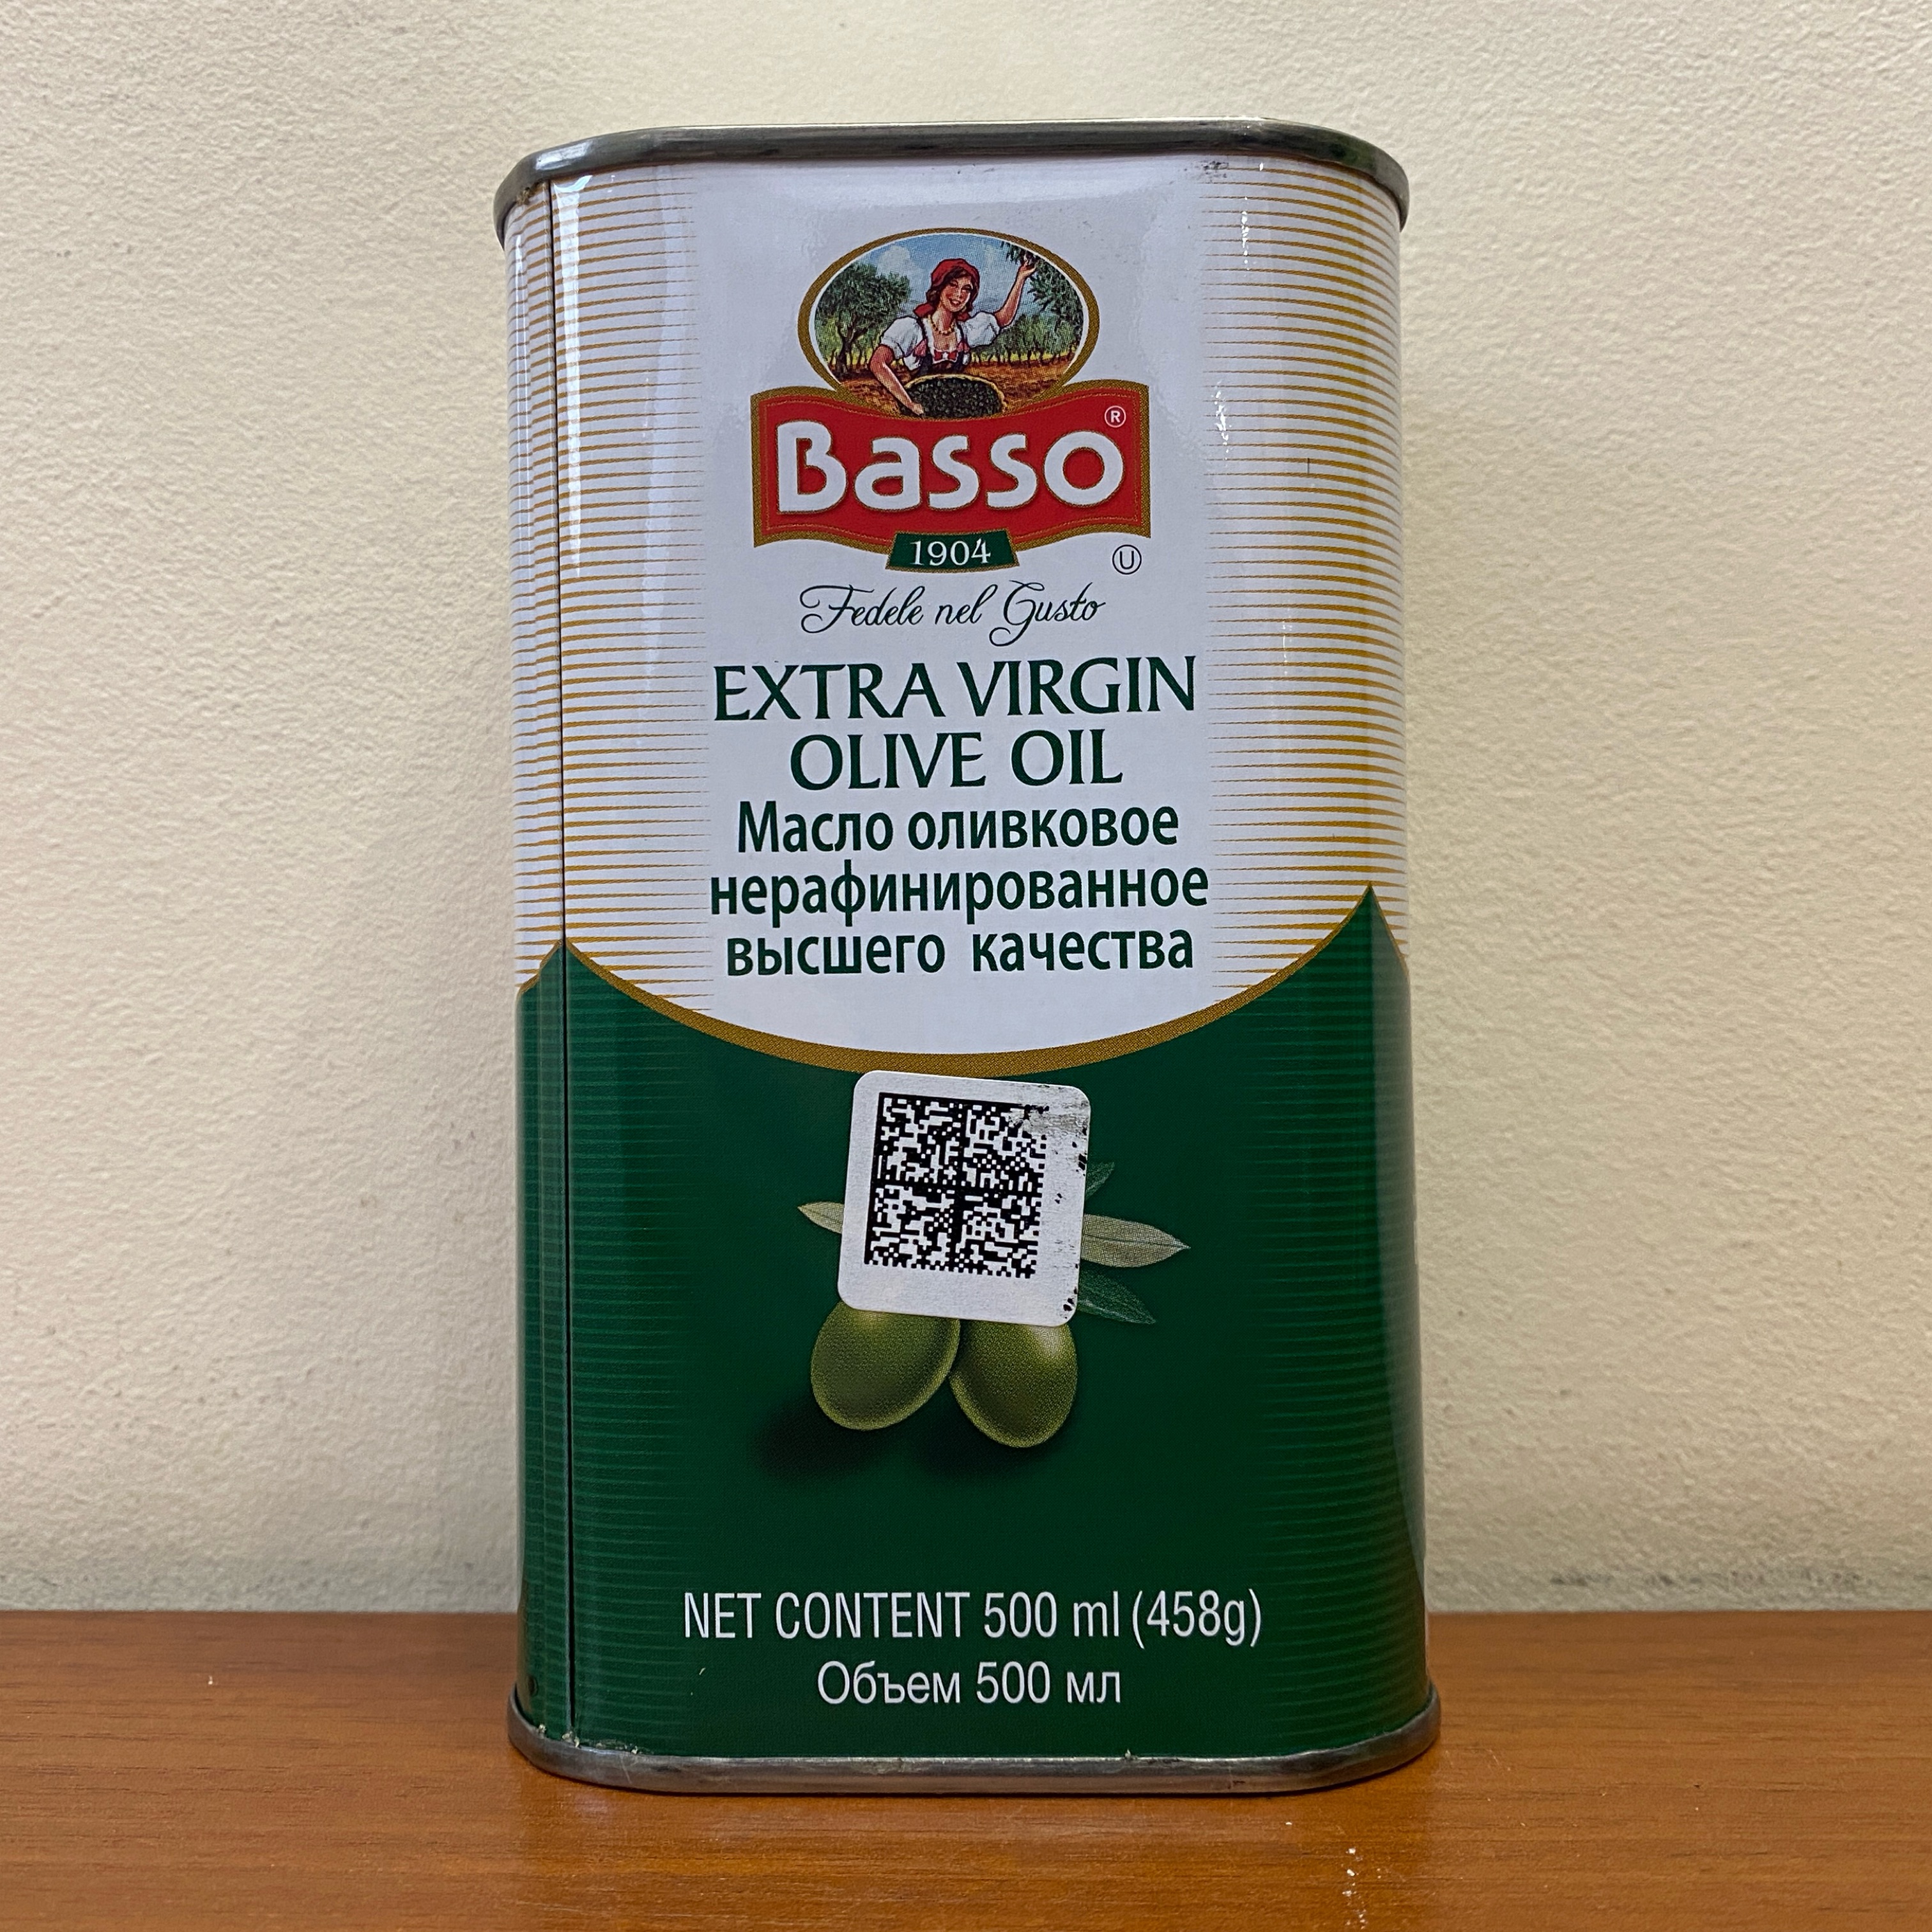 Basso®
1904
U
Fedele nel Gusto
EXTRA VIRGIN
OLIVE OIL
Масло оливковое
нерафинированное
высшего качества
NET CONTENT 500 ml (458g)
Объем 500 мл